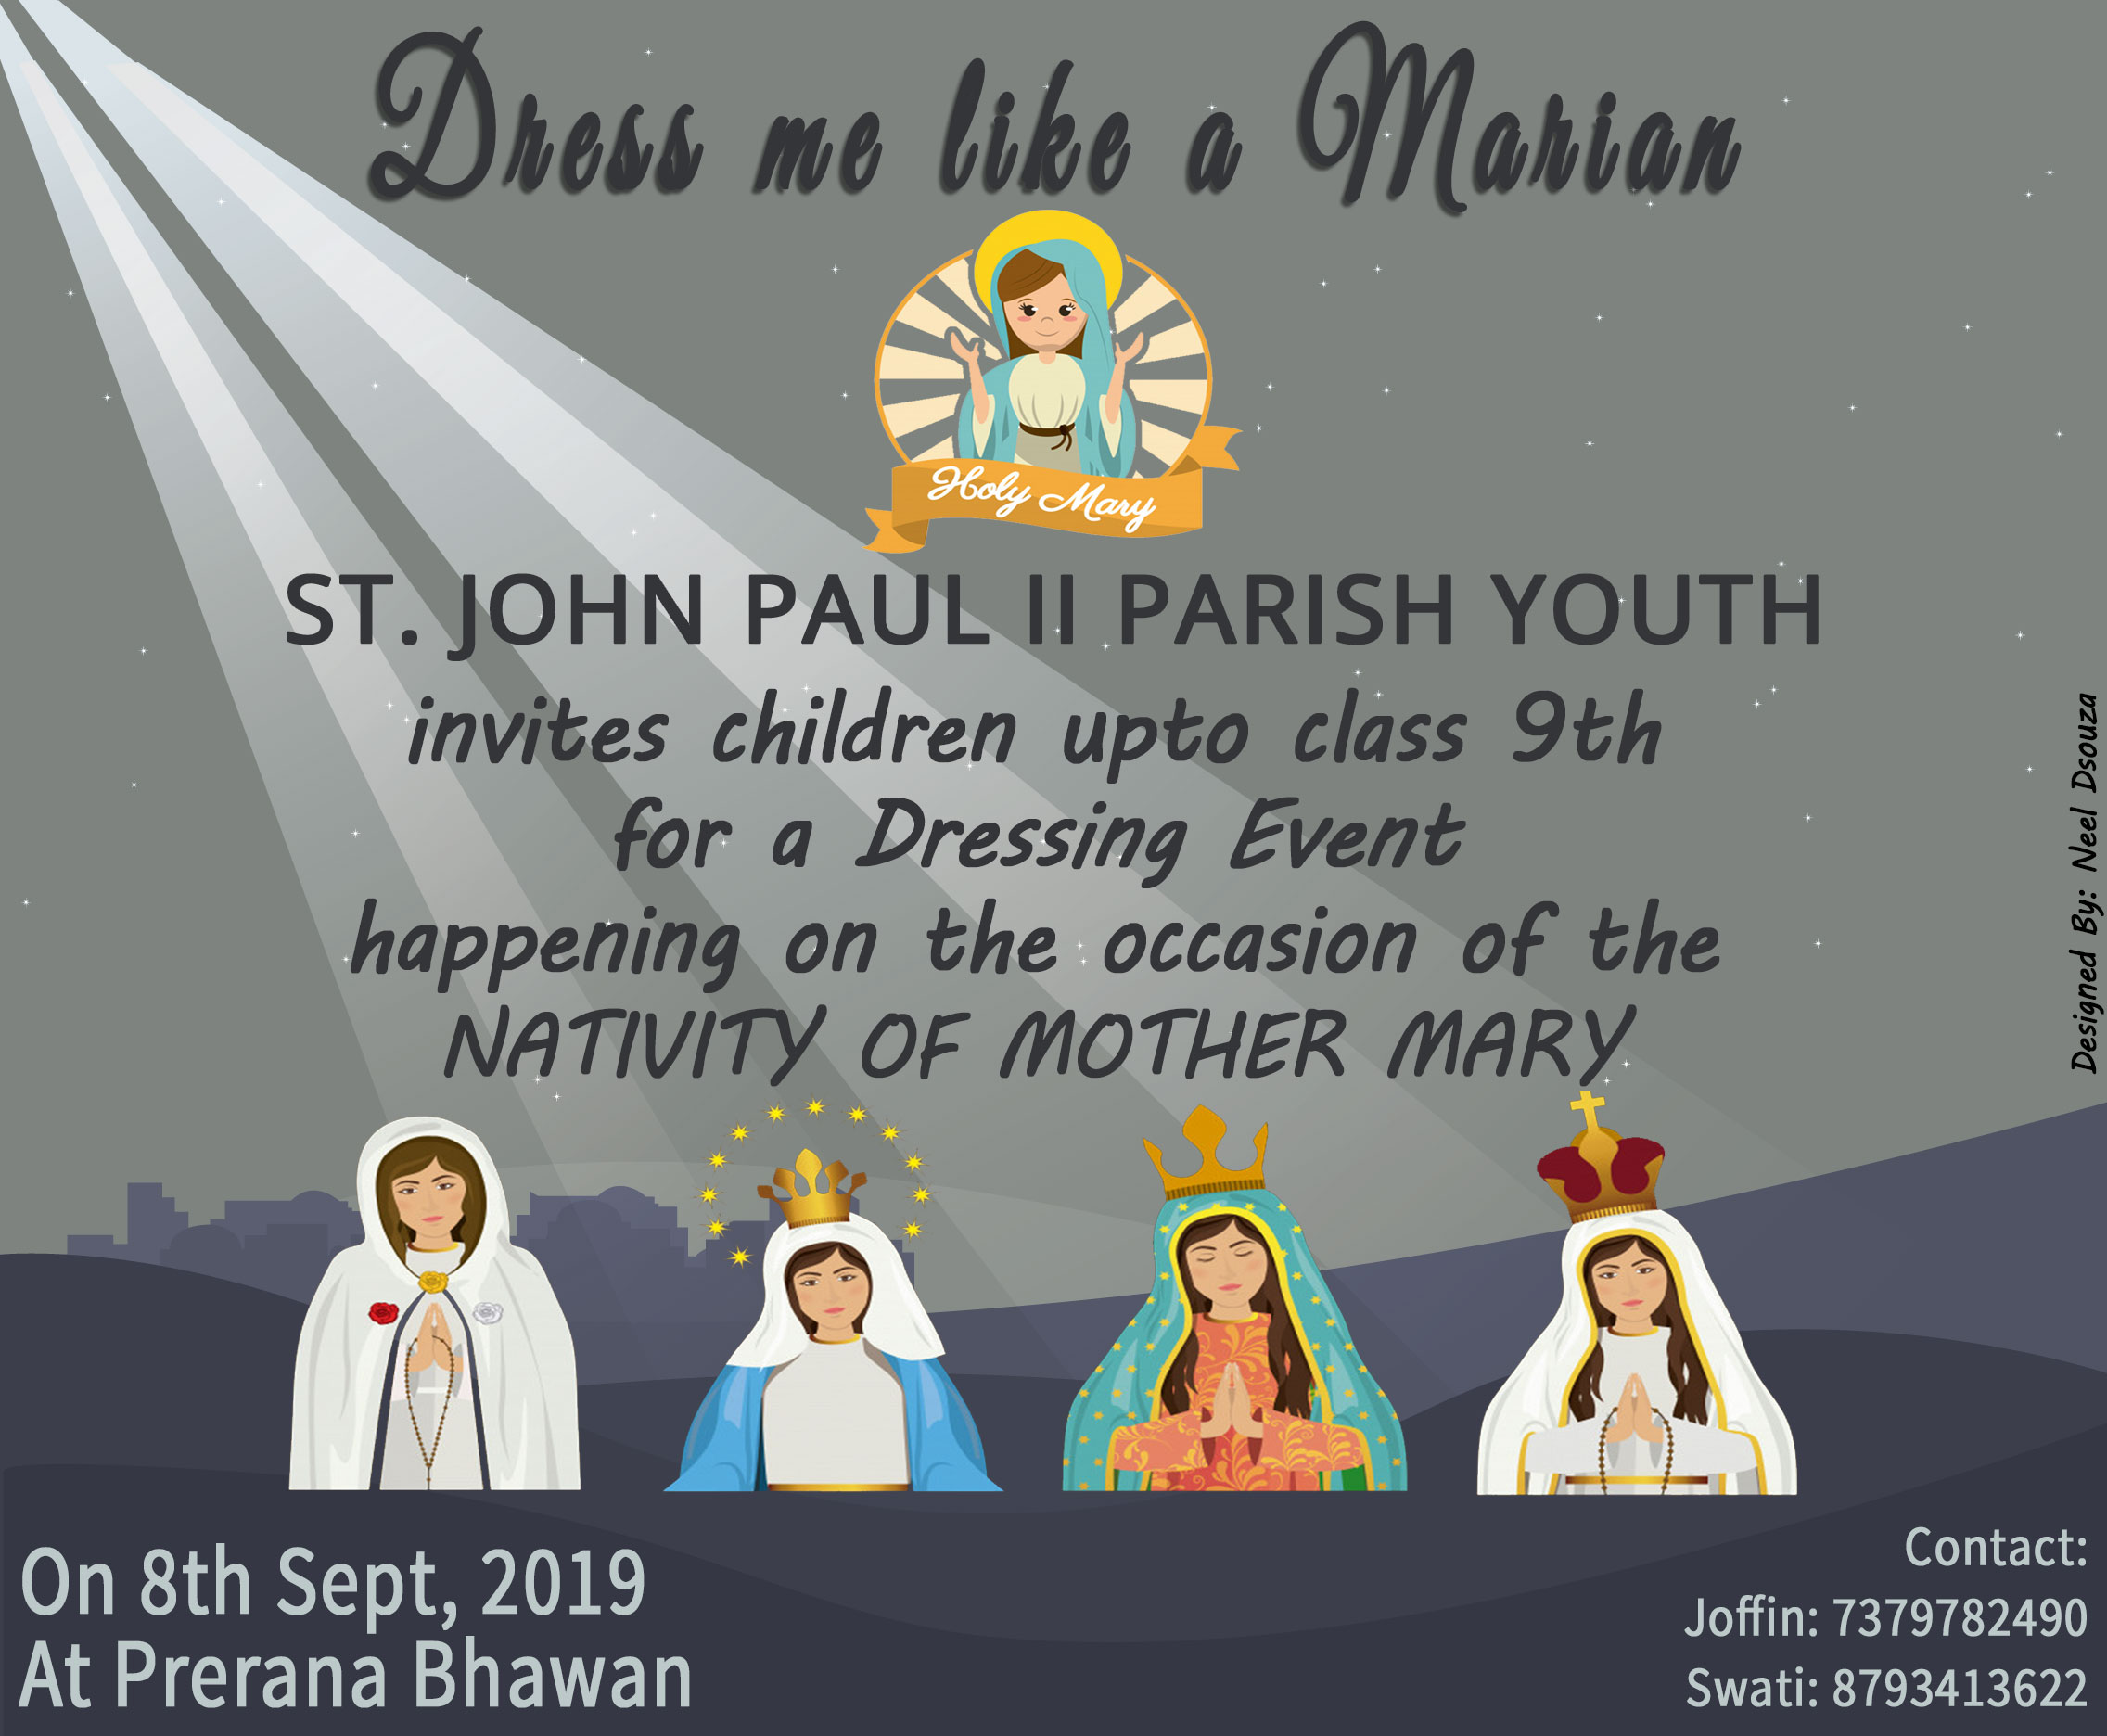 Dress me like a Marian
Holy Mary
ST. JOHN PAUL II PARISH YOUTH
invites children upto class 9th
for a Dressing Event
happening on the occasion of the
NATIVITY OF MOTHER MARY
Designed By: Neel Dsouza
On 8th Sept, 2019
At Prerana Bhawan
Contact:
Joffin: 7379782490
Swati: 8793413622